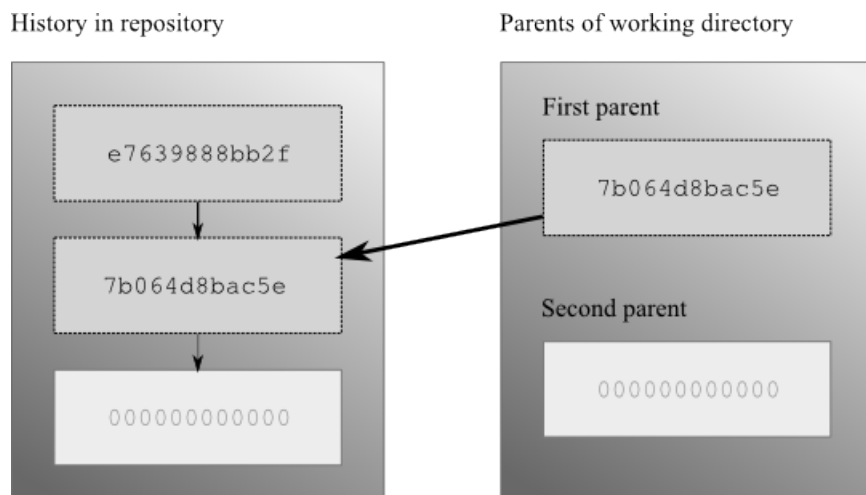 History in repository
e7639888bb2f
7b064d8bac5e
000000000000
Parents of working directory
First parent
7b064d8bac5e
Second parent
000000000000